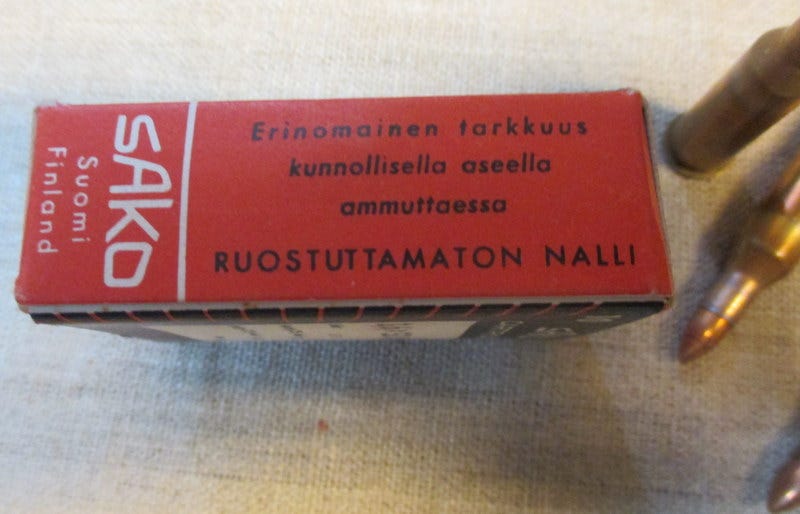 SAKO
Suomi
Finland
Erinomainen tarkkuus
kunnollisella aseella
ammuttaessa
RUOSTUTTAMATON NALLI